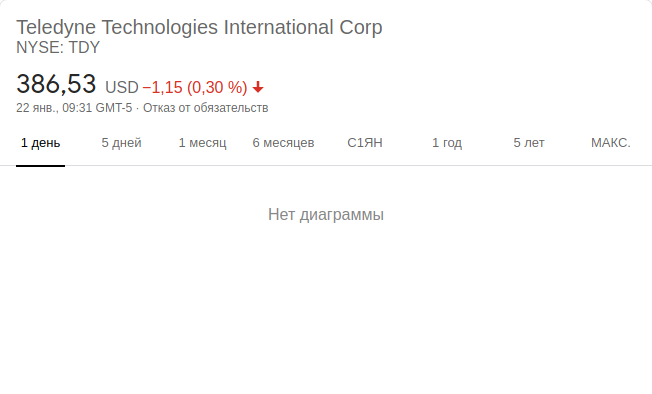 Teledyne Technologies International Corp
NYSE: TDY
386,53 USD −1,15 (0,30 %)
22 янв., 09:31 GMT-5 · Отказ от обязательств
1 день 5 дней 1 месяц 6 месяцев С1ЯН 1 год 5 лет МАКС.
Нет диаграммы